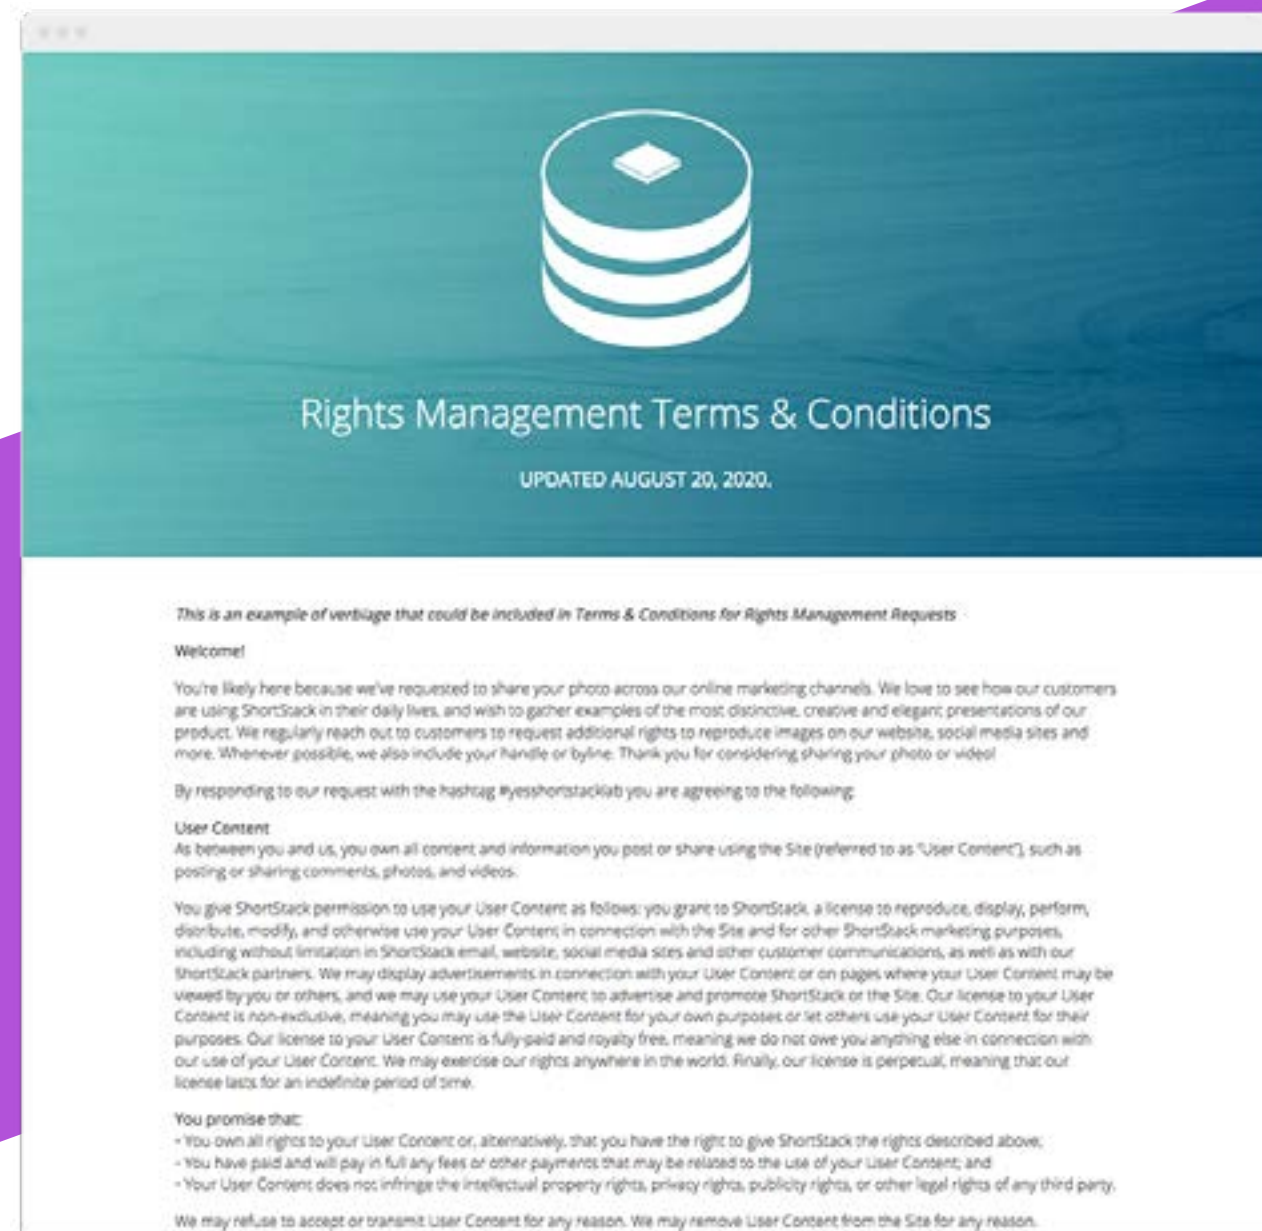 Rights Management Terms & Conditions
UPDATED AUGUST 20, 2020.
This is an example of verbiage that could be included in Terms & Conditions for Rights Management Requests
Welcome!
You're likely here because we've requested to share your photo across our online marketing channels. We love to see how our customers
are using ShortStack in their daily lives, and wish to gather examples of the most distinctive, creative and elegant presentations of our
product. We regularly reach out to customers to request additional rights to reproduce images on our website, social media sites and
more. Whenever possible, we also include your handle or byline. Thank you for considering sharing your photo or video!
By responding to our request with the hashtag #yesshortstacklab you are agreeing to the following:
User Content
As between you and us, you own all content and information you post or share using the Site (referred to as "User Content"), such as
posting or sharing comments, photos, and videos.
You give ShortStack permission to use your User Content as follows: you grant to ShortStack, a license to reproduce, display, perform,
distribute, modify, and otherwise use your User Content in connection with the Site and for other ShortStack marketing purposes,
including without limitation in ShortStack email, website, social media sites and other customer communications, as well as with our
ShortStack partners. We may display advertisements in connection with your User Content or on pages where your User Content may be
viewed by you or others, and we may use your User Content to advertise and promote ShortStack or the Site. Our license to your User
Content is non-exclusive, meaning you may use the User Content for your own purposes or let others use your User Content for their
purposes. Our license to your User Content is fully-paid and royalty free, meaning we do not owe you anything else in connection with
our use of your User Content. We may exercise our rights anywhere in the world. Finally, our license is perpetual, meaning that our
license lasts for an indefinite period of time.
You promise that:
- You own all rights to your User Content or, alternatively, that you have the right to give ShortStack the rights described above;
- You have paid and will pay in full any fees or other payments that may be related to the use of your User Content; and
- Your User Content does not infringe the intellectual property rights, privacy rights, publicity rights, or other legal rights of any third party.
We may refuse to accept or transmit User Content for any reason. We may remove User Content from the Site for any reason.